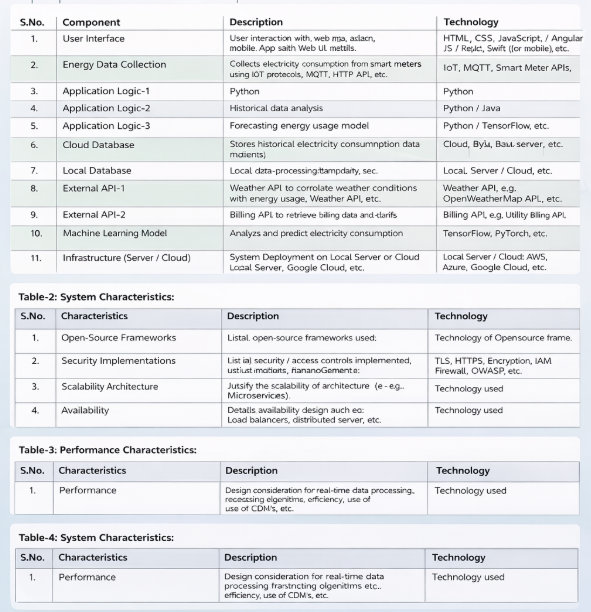 S.No. Component Description Technology
1. User Interface User interaction with, web
HTML, CSS, JavaScript, / Angular
mobile. App Web UI
JS / Swift ((or mobile), etc.
2. Energy Data Collection Collects electricity consumption from smart meters
using IOT protocols, MQTT, HTTP API, etc.
IoT, MQTT, Smart Meter APIs,
3. Application Logic-1 Python Python
4. Application Logic-2 Historical data analysis Python / Java
5. Application Logic-3 Forecasting energy usage model Python / TensorFlow, etc.
6. Cloud Database Stores historical electricity consumnption data
Cloud, server, etc.
7. Local Database Local sec. Local, Server / Cloud, etc.
8. External API-1 Weather API to corrolate weather conditions
with energy usage, Weather API, etc.
Weather API, e.g.
OpenWeatherMap APL, etc.
9. External API-2 Billing API to retrieve billing data Billing API, e.g, Utility Blling API.
10. Machine Learning Model Analyzs and predict electricity consumption TensorFlow, PyTorch, etc.
11. Infrastructure (Server / Cloud) System Deployment on Local Server or Cloud
Local Server, Google Cloud, etc.
Local Server / Cloud: AWS,
Azure, Google Cloud, etc.
Table-2: System Characteristics:
S.No. Characteristics Description Technology
1. Open-Source Frameworks open-source frameworks used; Technology of Opensource frame.
2. Security Implementations security / access controls implemented,
TLS, HTTPS, Encryption, IAM
Firewall, OWASP, etc.
3. Scalability Architecture Jutsify the scalability of architecture (e - e.g..
Microservices).
Technology used
4. Availability Details availability design
Load balancers, distributed server, etc.
Technology used
Table-3: Performance Characteristics:
S.No. Characteristics Description Technology
1. Performance Design consideration for real-time data processing,
efficiency, use of
use of etc.
Technology used
Table-4: System Characteristics:
S.No. Characteristics Description Technology
1. Performance Design consideration for real-time data
processing etc..
efficiency, use of etc.
Technology used